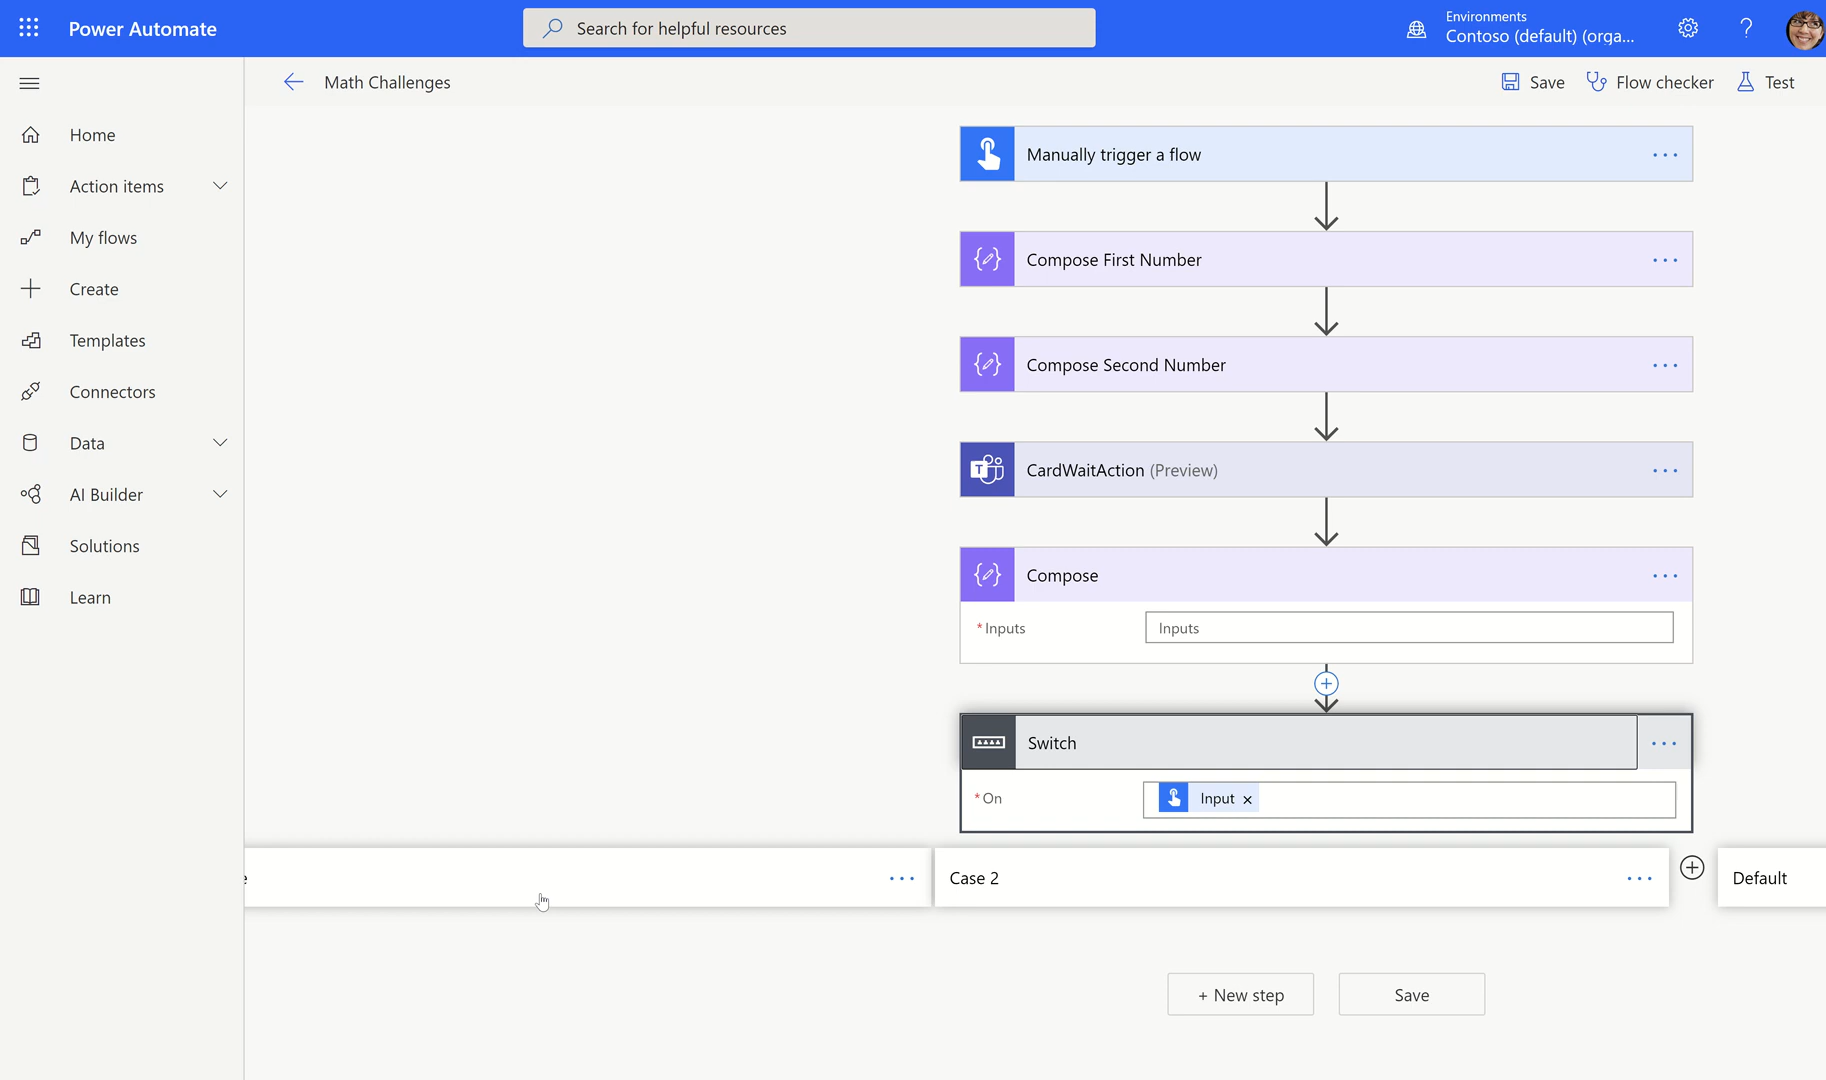 Power Automate
Search for helpful resources
Environments
Contoso (default) (orga...
?
Math Challenges
Save
Flow checker
Test
Home
Action items
My flows
Create
Templates
Connectors
Data
AI Builder
Solutions
Learn
Manually trigger a flow
Compose First Number
Compose Second Number
T
CardWaitAction (Preview)
Compose
* Inputs
Inputs
Switch
* On
Input ×
e
Case 2
Default
+ New step
Save